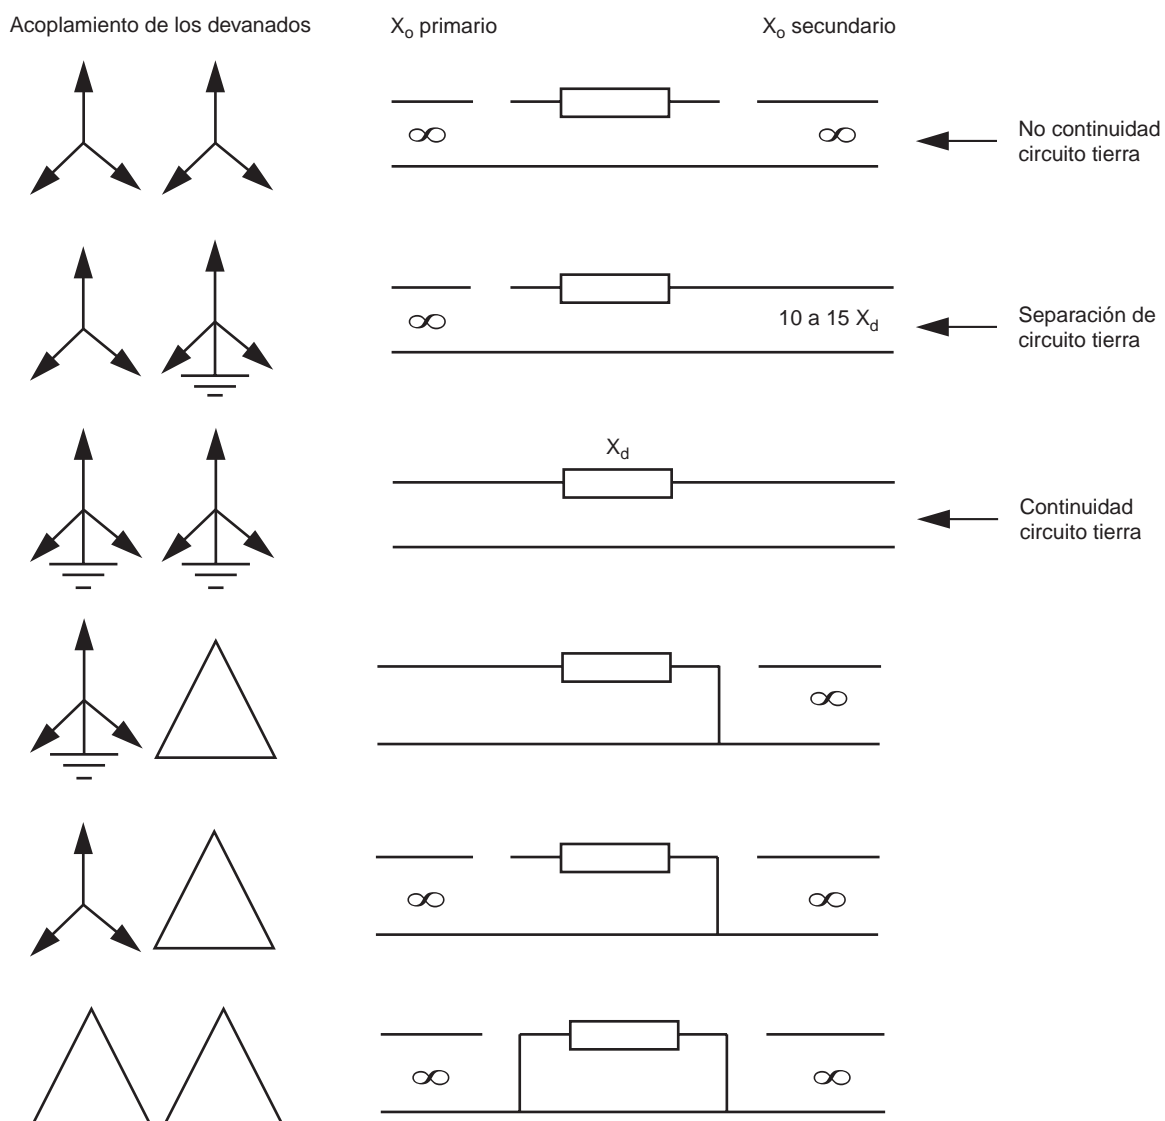 Acoplamiento de los devanados
Xo primario
Xo secundario
∞
∞
No continuidad
circuito tierra
∞
10 a 15 Xd
Separación de
circuito tierra
Xd
Continuidad
circuito tierra
∞
∞
∞
∞
∞